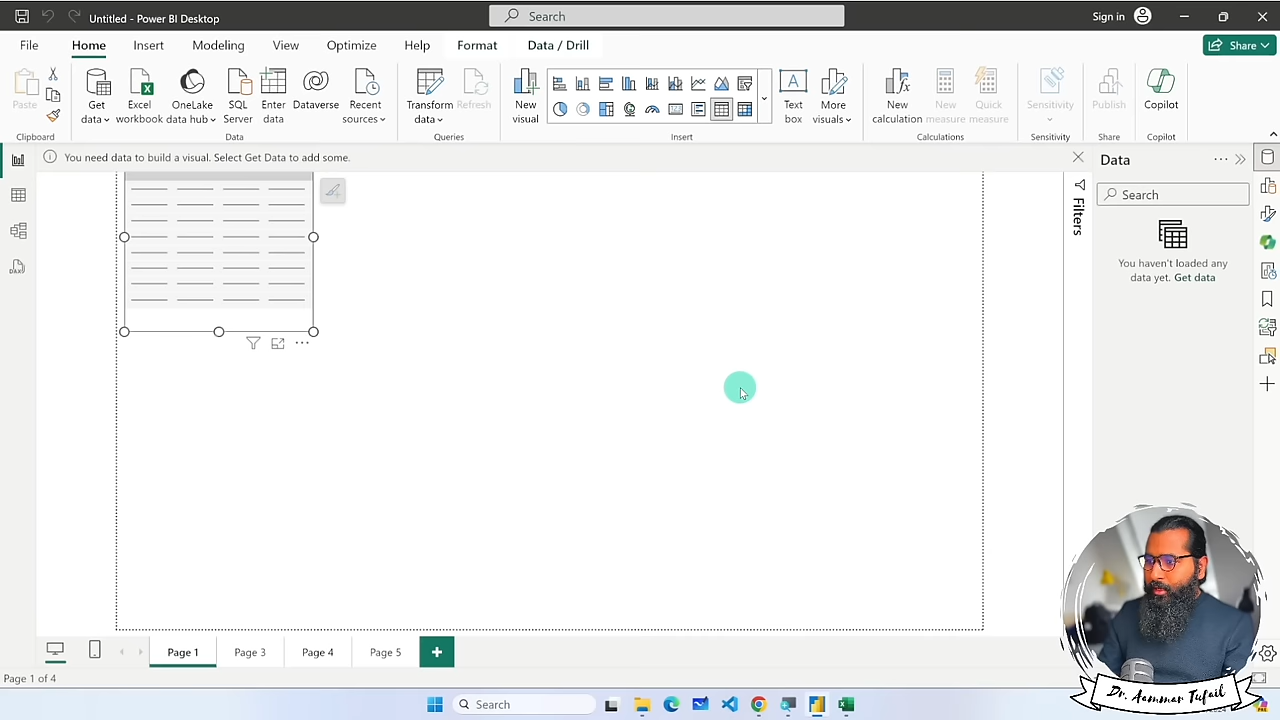 Untitled - Power BI Desktop
Search
Sign in
File
Home
Insert
Modeling
View
Optimize
Help
Format
Data / Drill
Share
Paste
Get data
Excel workbook
OneLake data hub
SQL Server
Enter data
Dataverse
Recent sources
Transform data
Refresh
New visual
Text box
More visuals
New calculation
New measure
Quick measure
Sensitivity
Publish
Copilot
Clipboard
Data
Queries
Insert
Calculations
Sensitivity
Share
Copilot
You need data to build a visual. Select Get Data to add some.
Data
Search
Filters
You haven't loaded any
data yet. Get data
Page 1
Page 3
Page 4
Page 5
Page 1 of 4
Dr. Aammar Tufail
Search